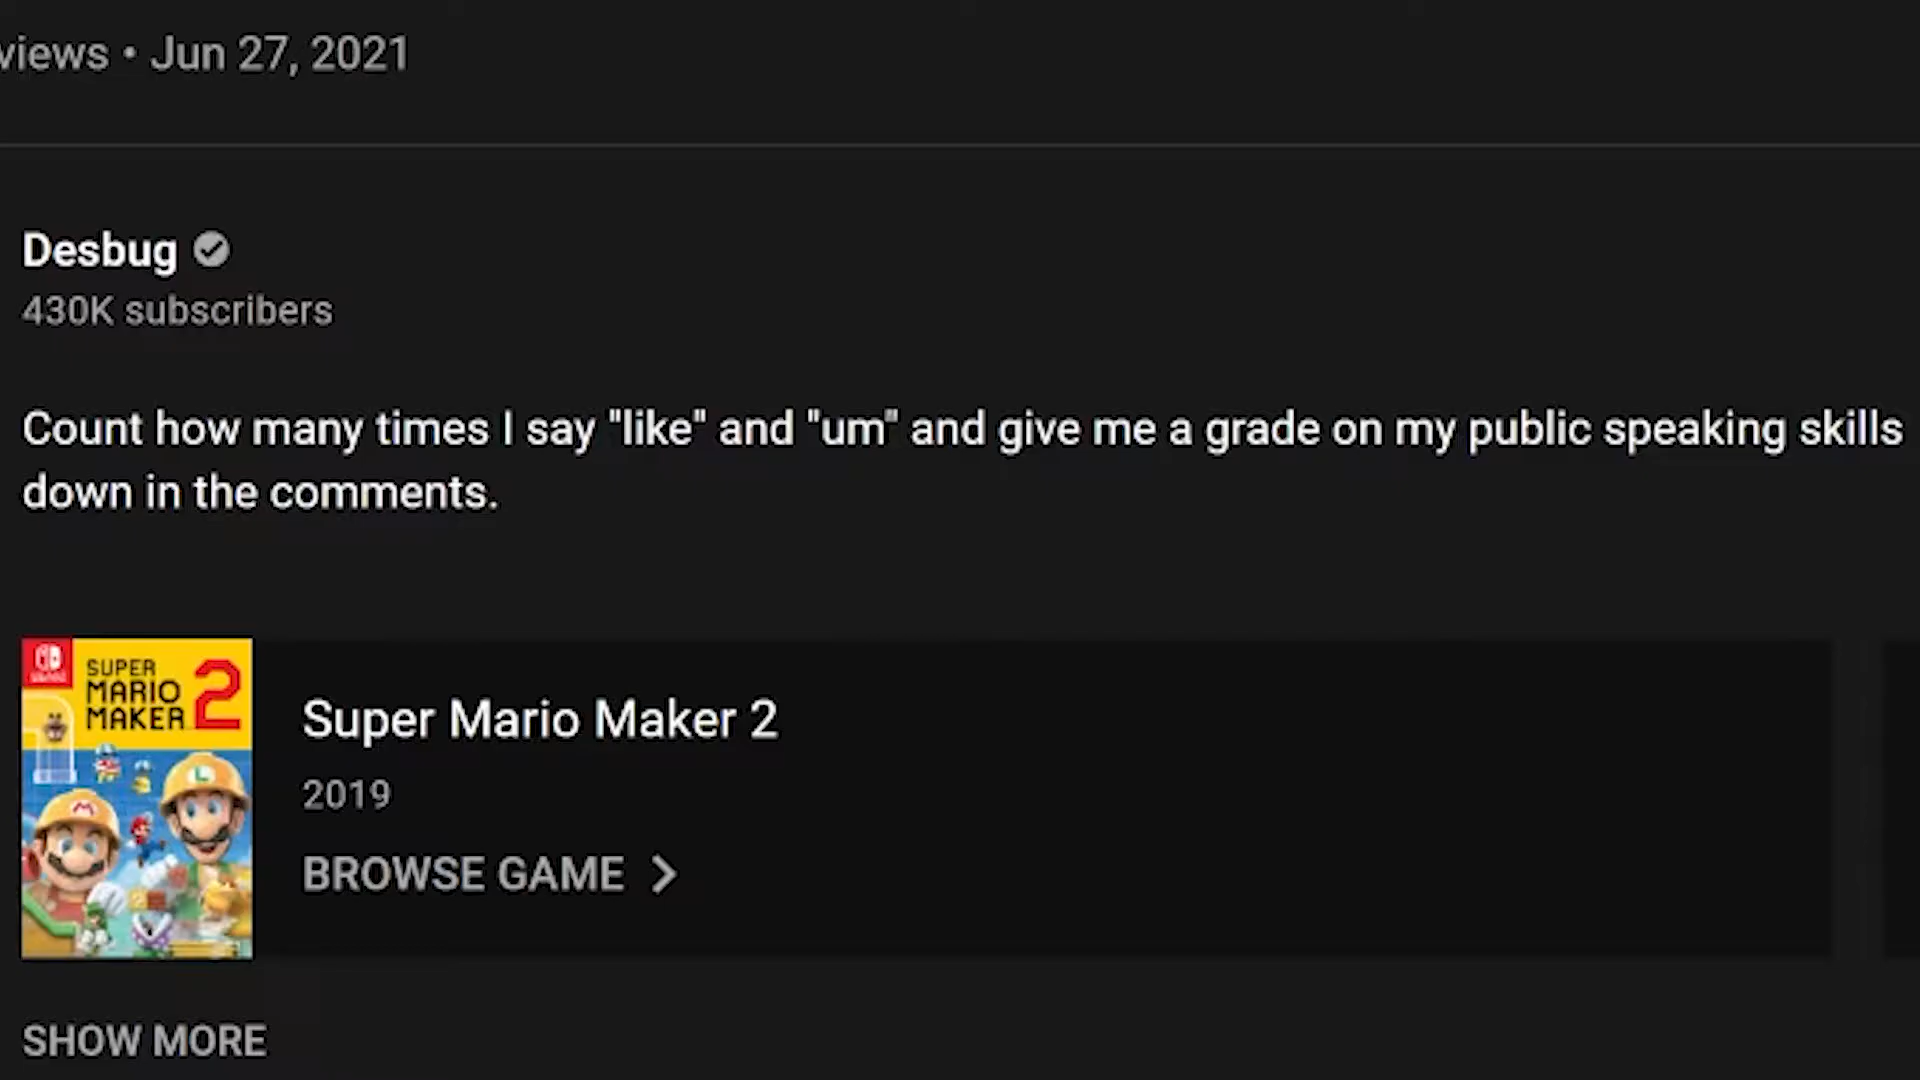 views • Jun 27, 2021
Desbug
430K subscribers
Count how many times I say "like" and "um" and give me a grade on my public speaking skills
down in the comments.
SUPER
MARIO
MAKER 2
Super Mario Maker 2
2019
BROWSE GAME
SHOW MORE